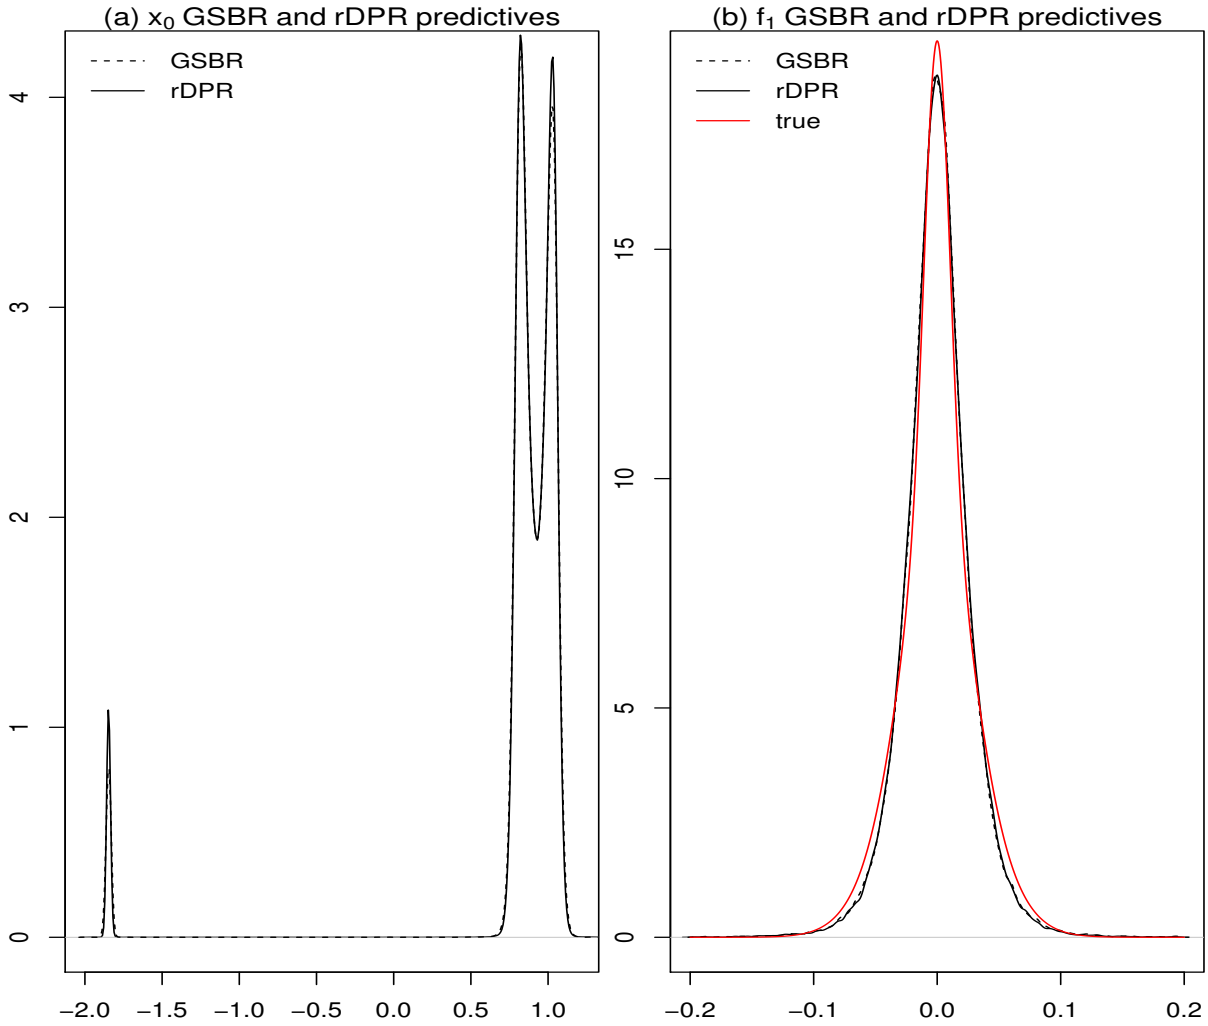 (a) x₀ GSBR and rDPR predictives
GSBR
rDPR
4
3
2
1
0
−2.0 −1.5 −1.0 −0.5 0.0 0.5 1.0
(b) f₁ GSBR and rDPR predictives
GSBR
rDPR
true
15
10
5
0
−0.2 −0.1 0.0 0.1 0.2